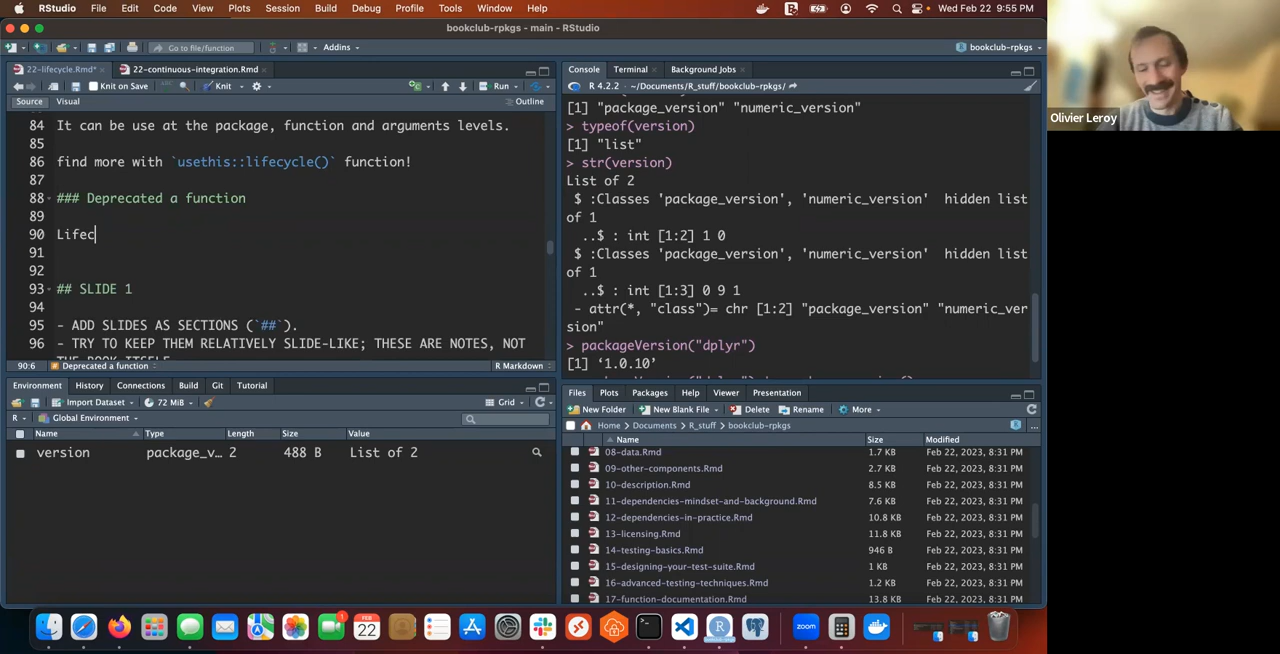 RStudio File Edit Code View Plots Session Build Debug Profile Tools Window Help Wed Feb 22 9:55 PM
bookclub-rpkgs - main - RStudio
Go to file/function Addins bookclub-rpkgs
22-lifecycle.Rmd* 22-continuous-integration.Rmd
Knit on Save Knit Run
Source Visual Outline
84 It can be use at the package, function and arguments levels.
85
86 find more with `usethis::lifecycle()` function!
87
88 ### Deprecated a function
89
90 Lifec
91
92
93 ## SLIDE 1
94
95 - ADD SLIDES AS SECTIONS (`##`).
96 - TRY TO KEEP THEM RELATIVELY SLIDE-LIKE; THESE ARE NOTES, NOT
THE BOOK ITSELF
90:6 Deprecated a function R Markdown
Environment History Connections Build Git Tutorial
Import Dataset 72 MiB Grid
R Global Environment
Name Type Length Size Value
version package_v… 2 488 B List of 2
Console Terminal Background Jobs
R 4.2.2 · ~/Documents/R_stuff/bookclub-rpkgs/
[1] "package_version" "numeric_version"
> typeof(version)
[1] "list"
> str(version)
List of 2
$ :Classes 'package_version', 'numeric_version' hidden list
of 1
..$ : int [1:2] 1 0
$ :Classes 'package_version', 'numeric_version' hidden list
of 1
..$ : int [1:3] 0 9 1
- attr(*, "class")= chr [1:2] "package_version" "numeric_ver
sion"
> packageVersion("dplyr")
[1] ‘1.0.10’
Files Plots Packages Help Viewer Presentation
New Folder New Blank File Delete Rename More
Home Documents R_stuff bookclub-rpkgs
Name Size Modified
08-data.Rmd 1.7 KB Feb 22, 2023, 8:31 PM
09-other-components.Rmd 2.7 KB Feb 22, 2023, 8:31 PM
10-description.Rmd 8.5 KB Feb 22, 2023, 8:31 PM
11-dependencies-mindset-and-background.Rmd 7.6 KB Feb 22, 2023, 8:31 PM
12-dependencies-in-practice.Rmd 10.8 KB Feb 22, 2023, 8:31 PM
13-licensing.Rmd 11.8 KB Feb 22, 2023, 8:31 PM
14-testing-basics.Rmd 946 B Feb 22, 2023, 8:31 PM
15-designing-your-test-suite.Rmd 1 KB Feb 22, 2023, 8:31 PM
16-advanced-testing-techniques.Rmd 1.2 KB Feb 22, 2023, 8:31 PM
17-function-documentation.Rmd 13.8 KB Feb 22, 2023, 8:31 PM
Olivier Leroy
FEB
22
1
zoom